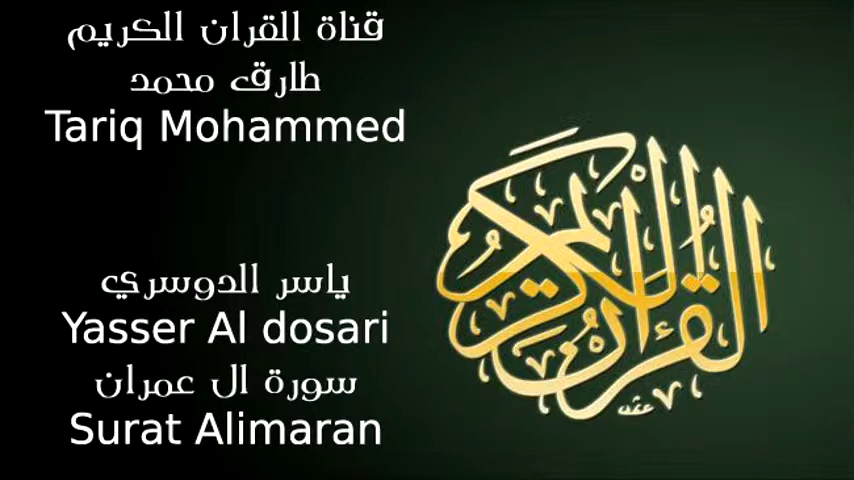 قناة القران الكريم
طارق محمد
Tariq Mohammed
ياسر الدوسري
Yasser Al dosari
سورة ال عمران
Surat Alimaran
القرآن الكريم